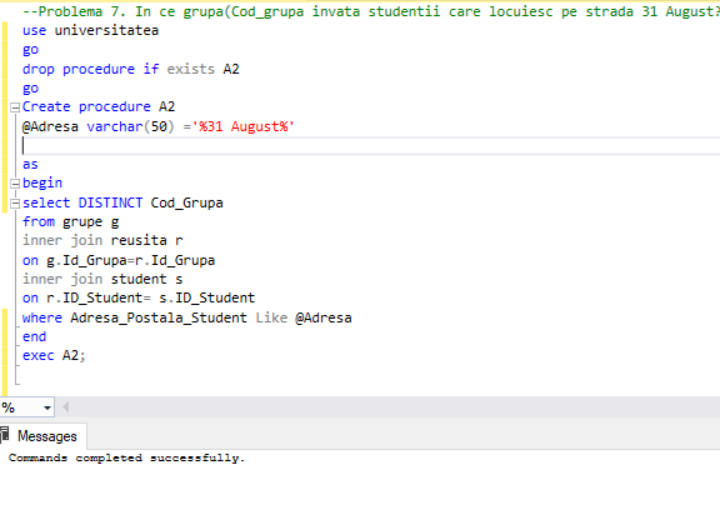 --Problema 7. In ce grupa(Cod_grupa invata studentii care locuiesc pe strada 31 August?
use universitatea
go
drop procedure if exists A2
go
Create procedure A2
@Adresa varchar(50) ='%31 August%'
as
begin
select DISTINCT Cod_Grupa
from grupe g
inner join reusita r
on g.Id_Grupa=r.Id_Grupa
inner join student s
on r.ID_Student= s.ID_Student
where Adresa_Postala_Student Like @Adresa
end
exec A2;
%
Messages
Commands completed successfully.